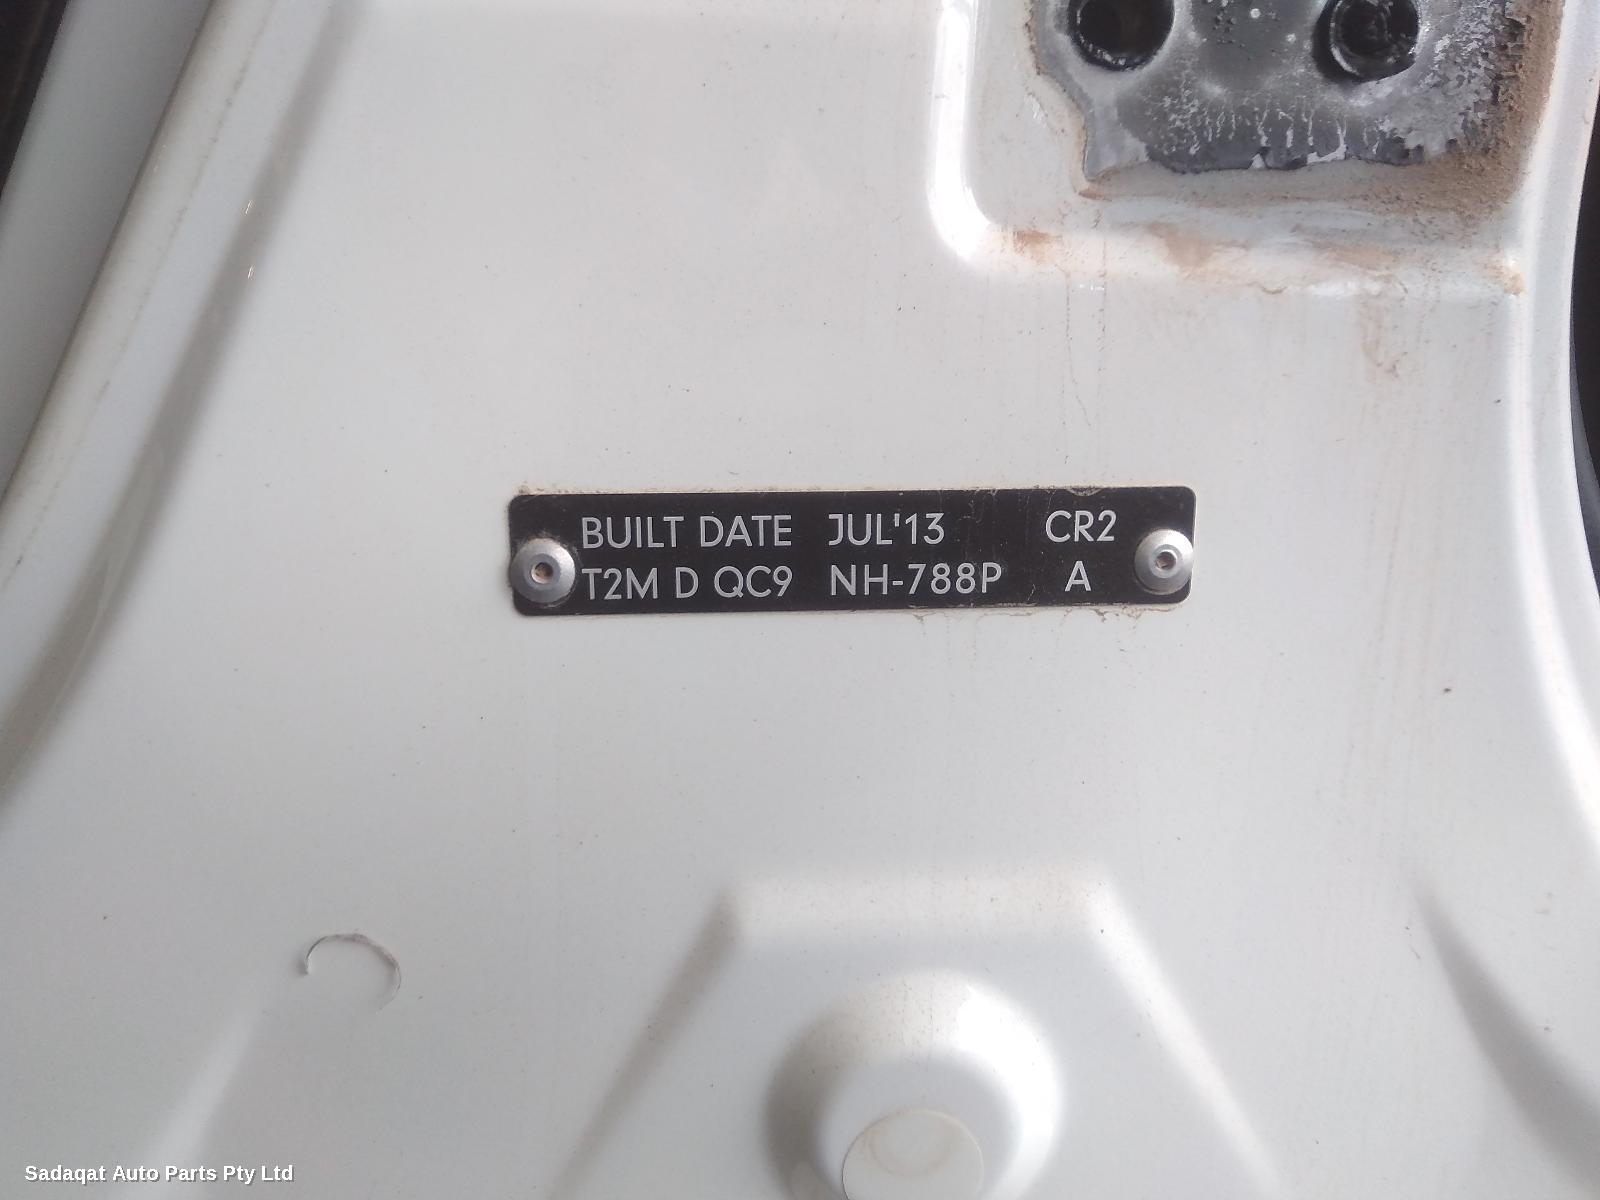 BUILT DATE JUL'13 CR2
T2M D QC9 NH-788P A
Sadaqat Auto Parts Pty Ltd